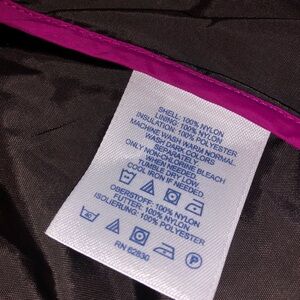 SHELL: 100% NYLON
LINING: 100% NYLON
INSULATION: 100% POLYESTER
MACHINE WASH WARM NORMAL.
WASH DARK COLORS
SEPARATELY.
ONLY NON-CHLORINE BLEACH
WHEN NEEDED.
TUMBLE DRY LOW.
COOL IRON IF NEEDED.
OBERSTOFF: 100% NYLON
FUTTER: 100% NYLON
ISOLIERUNG: 100% POLYESTER
P
RN 62830